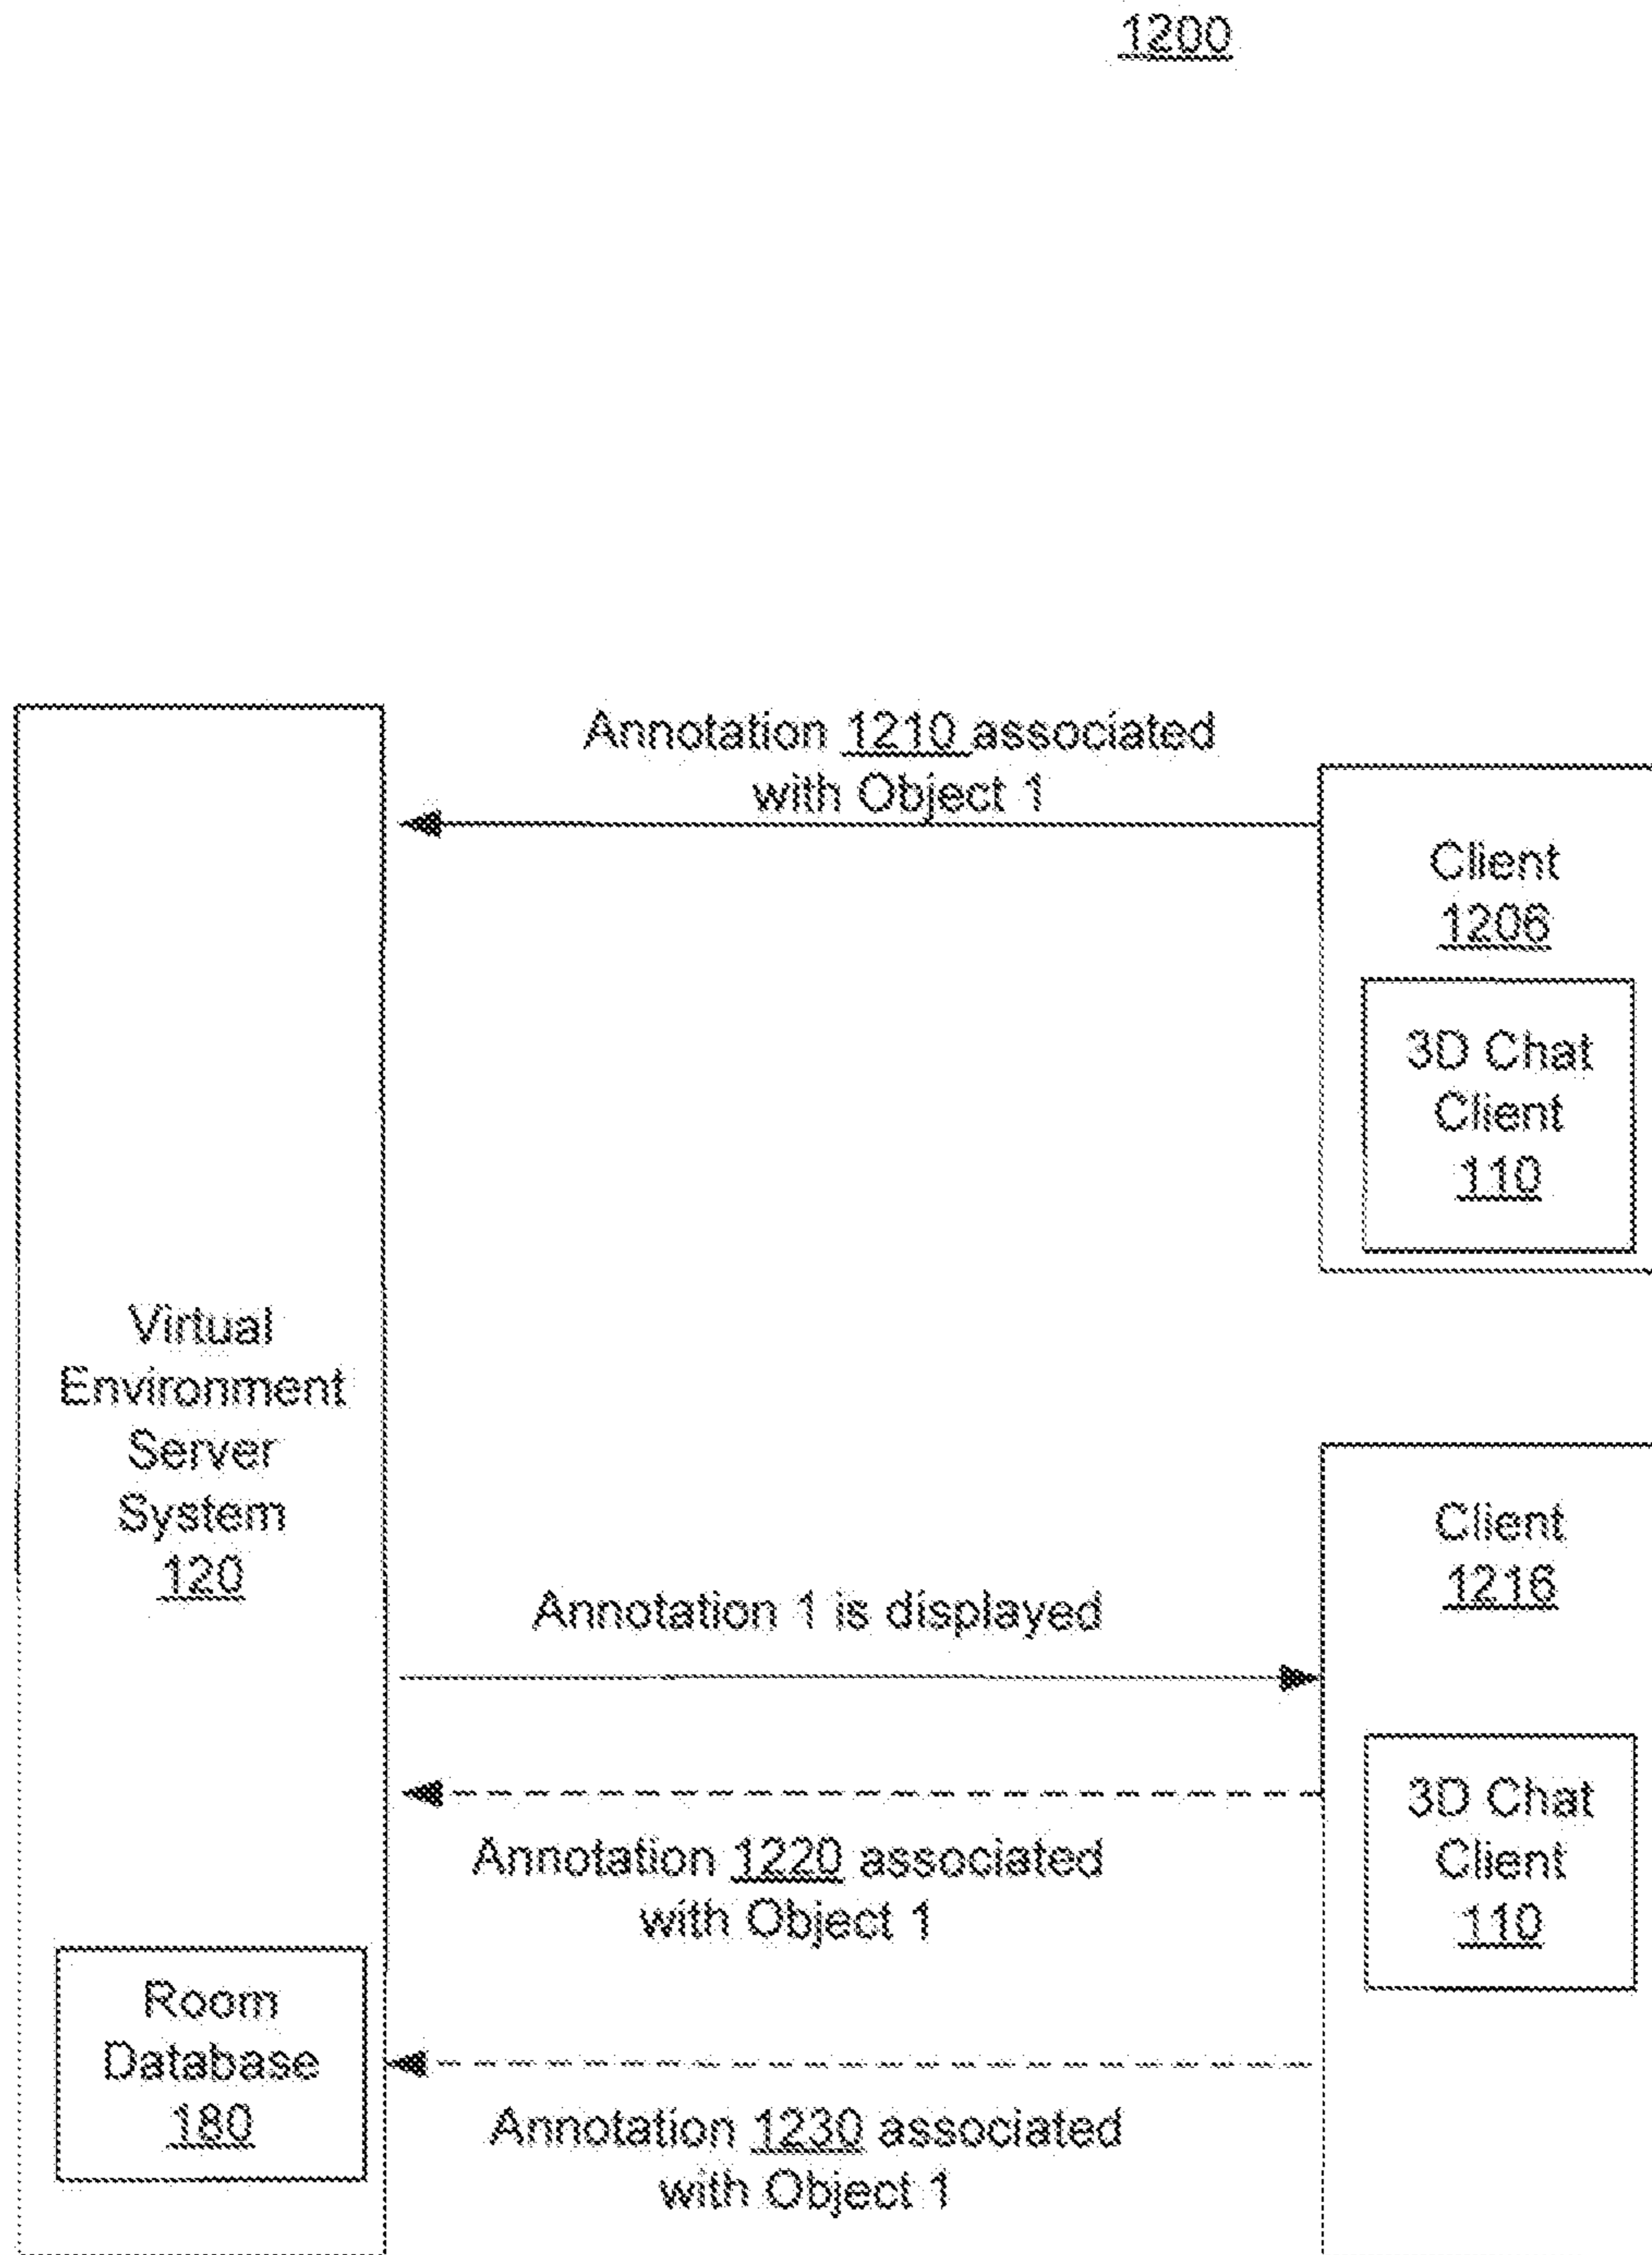 1200
Annotation 1210 associated
with Object 1
Client
1206
3D Chat
Client
110
Virtual
Environment
Server
System
120
Annotation 1 is displayed
Client
1216
Annotation 1220 associated
with Object 1
3D Chat
Client
110
Room
Database
180
Annotation 1230 associated
with Object 1